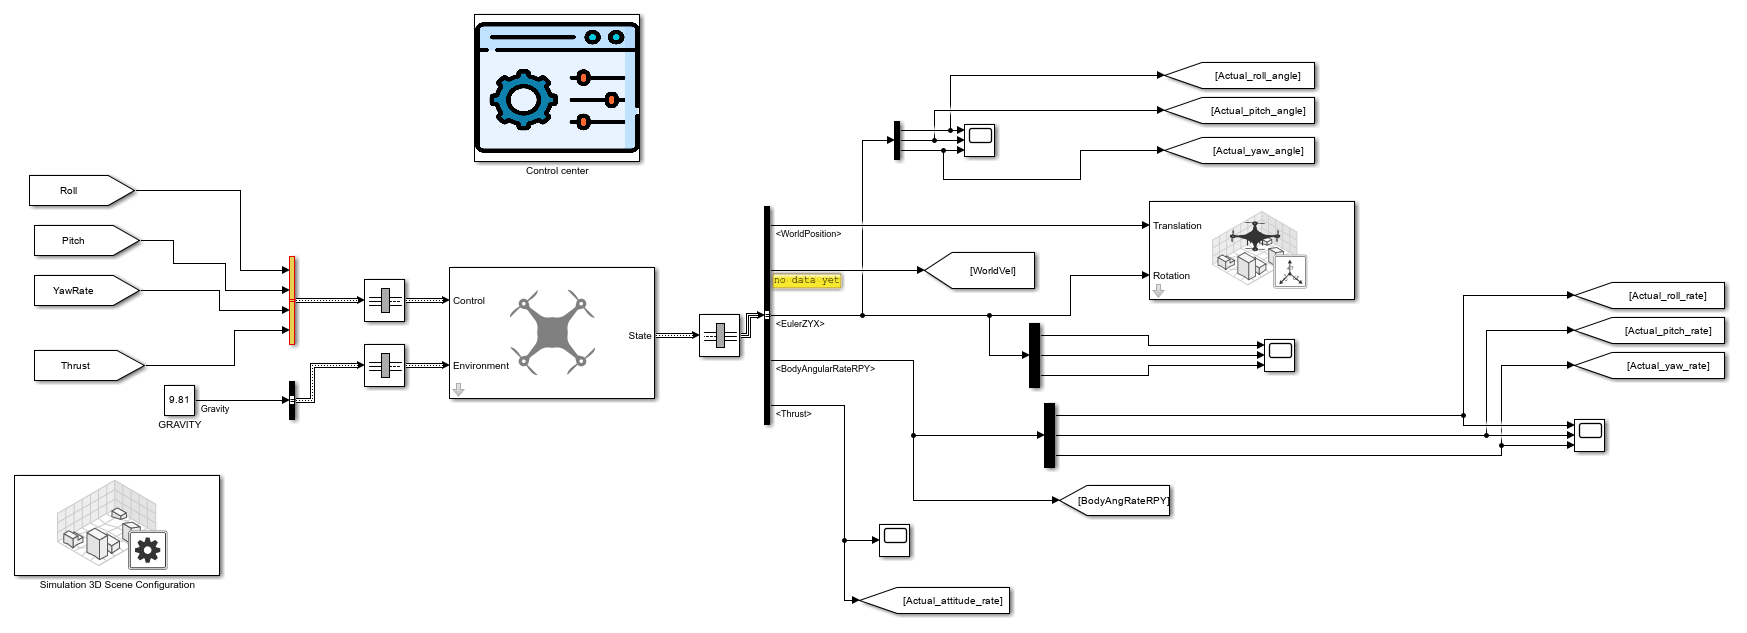 Control center
[Actual_roll_angle]
[Actual_pitch_angle]
[Actual_yaw_angle]
Roll
Pitch
YawRate
Thrust
9.81
Gravity
GRAVITY
Control
Environment
State
<WorldPosition>
no data yet
<EulerZYX>
<BodyAngularRateRPY>
<Thrust>
[WorldVel]
Translation
Rotation
[Actual_roll_rate]
[Actual_pitch_rate]
[Actual_yaw_rate]
[BodyAngRateRPY]
[Actual_attitude_rate]
Simulation 3D Scene Configuration